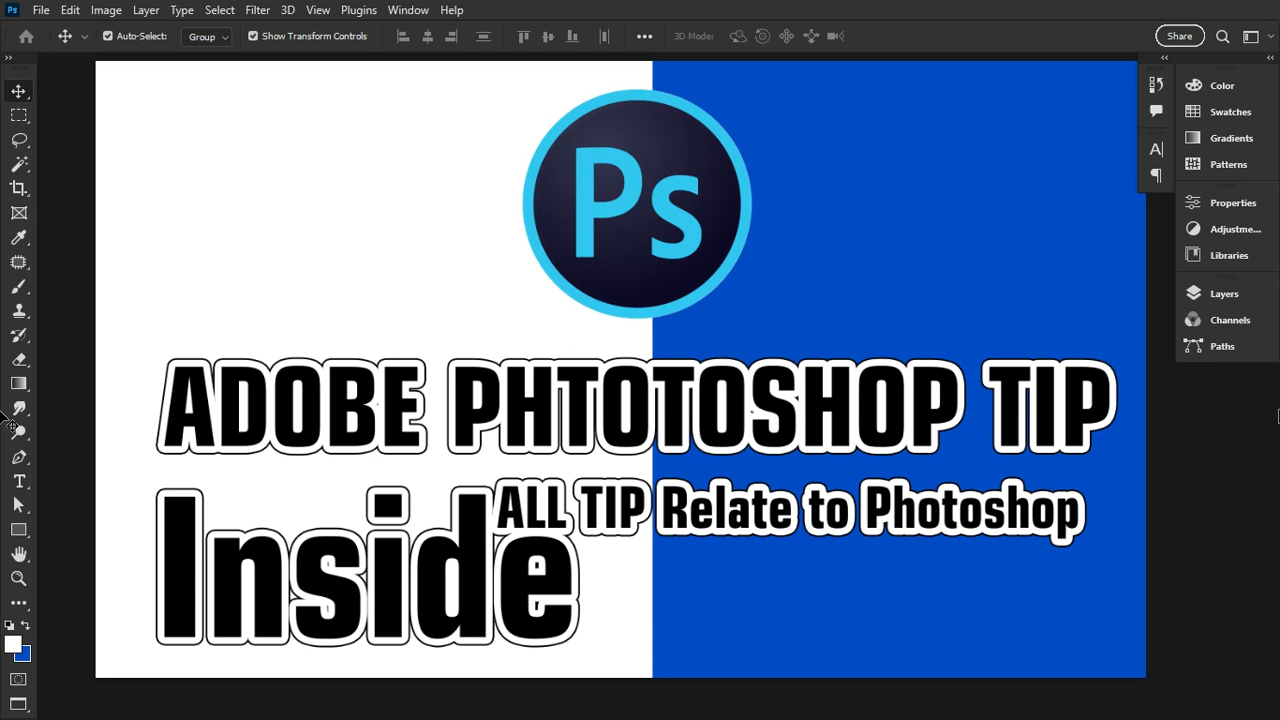 Ps File Edit Image Layer Type Select Filter 3D View Plugins Window Help
Auto-Select: Group Show Transform Controls 3D Mode: Share
Color
Swatches
Gradients
Patterns
Properties
Adjustme...
Libraries
Layers
Channels
Paths
Ps
ADOBE PHTOTOSHOP TIP
ALL TIP Relate to Photoshop
Inside